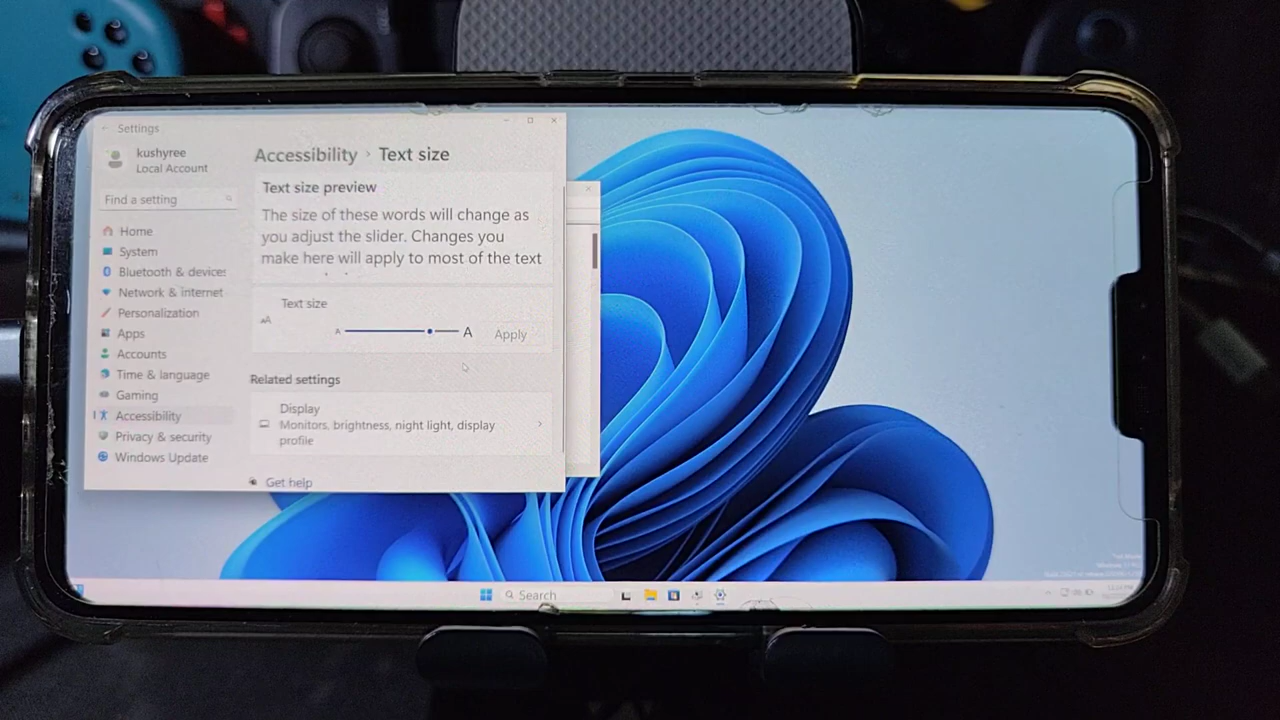 Settings
kushyree
Local Account
Find a setting
Home
System
Bluetooth & devices
Network & internet
Personalization
Apps
Accounts
Time & language
Gaming
Accessibility
Privacy & security
Windows Update
Accessibility › Text size
Text size preview
The size of these words will change as
you adjust the slider. Changes you
make here will apply to most of the text
Text size
A A Apply
Related settings
Display
Monitors, brightness, night light, display
profile
Get help
Test Mode
Search